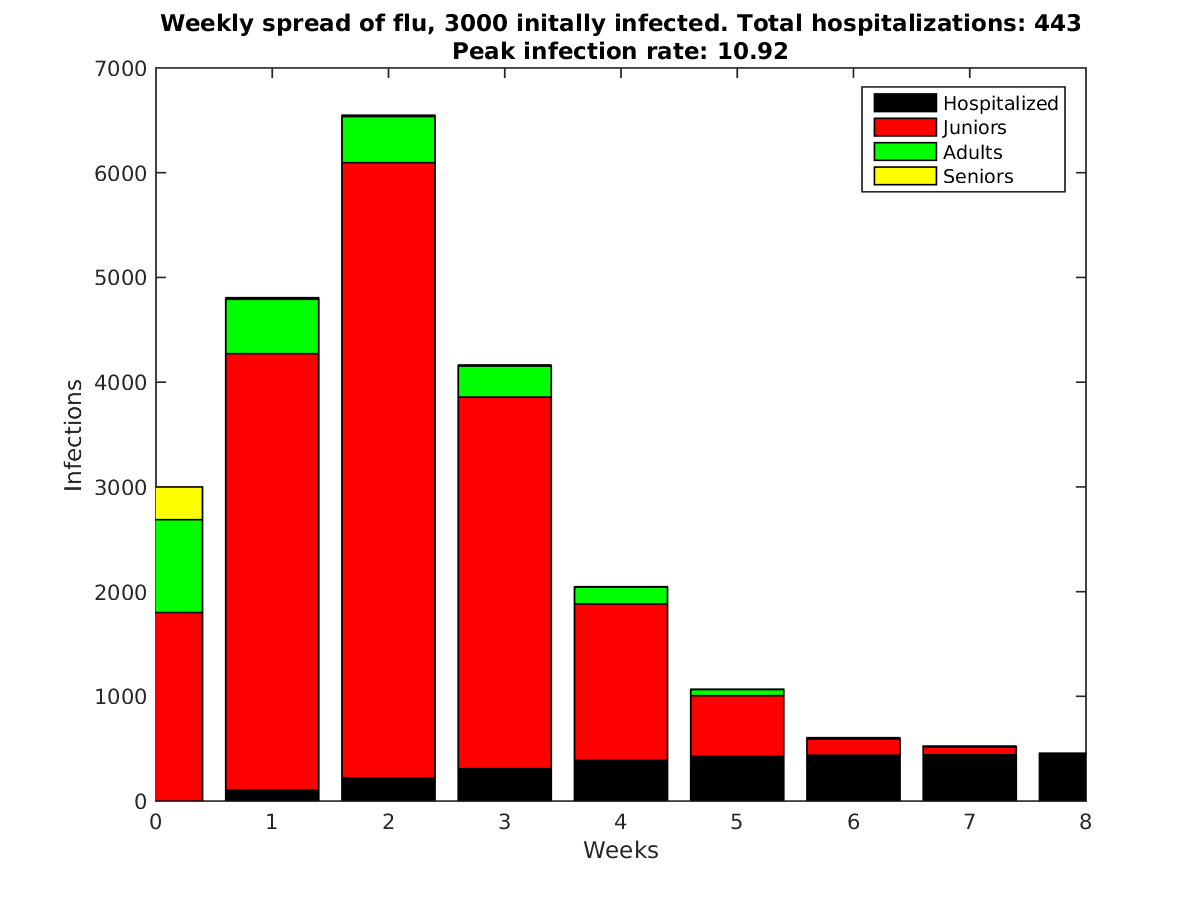 Weekly spread of flu, 3000 initally infected. Total hospitalizations: 443
Peak infection rate: 10.92
7000
6000
5000
4000
3000
2000
1000
0
Infections
Hospitalized
Juniors
Adults
Seniors
0 1 2 3 4 5 6 7 8
Weeks